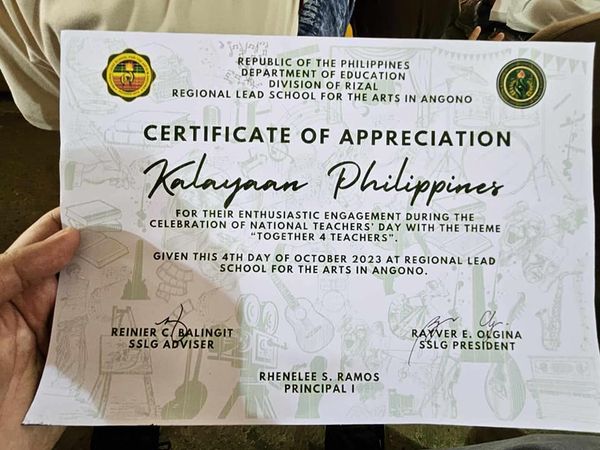 REPUBLIC OF THE PHILIPPINES
DEPARTMENT OF EDUCATION
DIVISION OF RIZAL
REGIONAL LEAD SCHOOL FOR THE ARTS IN ANGONO
CERTIFICATE OF APPRECIATION
Kalayaan Philippines
FOR THEIR ENTHUSIASTIC ENGAGEMENT DURING THE
CELEBRATION OF NATIONAL TEACHERS' DAY WITH THE THEME
"TOGETHER 4 TEACHERS".
GIVEN THIS 4TH DAY OF OCTOBER 2023 AT REGIONAL LEAD
SCHOOL FOR THE ARTS IN ANGONO.
REINIER C. BALINGIT
SSLG ADVISER
RAYVER E. OLGINA
SSLG PRESIDENT
RHENELEE S. RAMOS
PRINCIPAL I